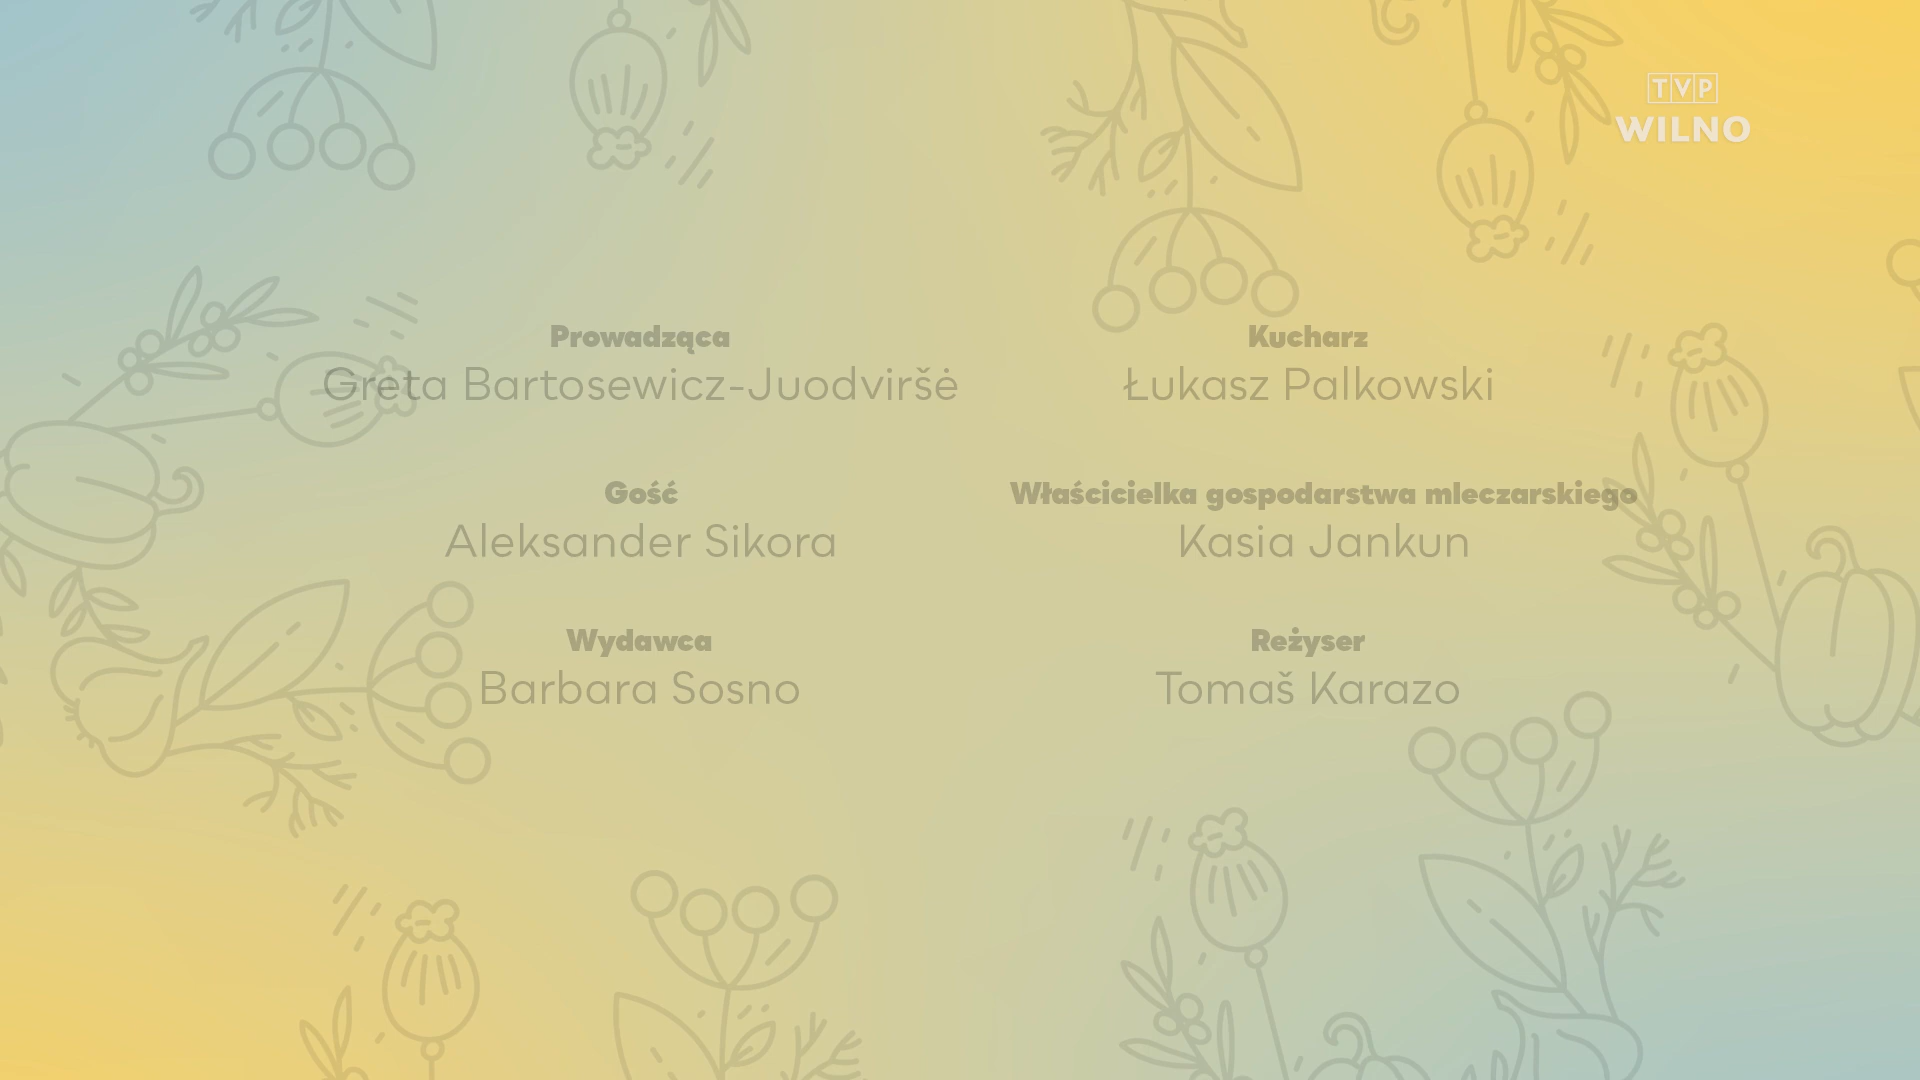 TVP
WILNO
Prowadząca
Greta Bartosewicz-Juodviršė
Kucharz
Łukasz Palkowski
Gość
Aleksander Sikora
Właścicielka gospodarstwa mleczarskiego
Kasia Jankun
Wydawca
Barbara Sosno
Reżyser
Tomaš Karazo